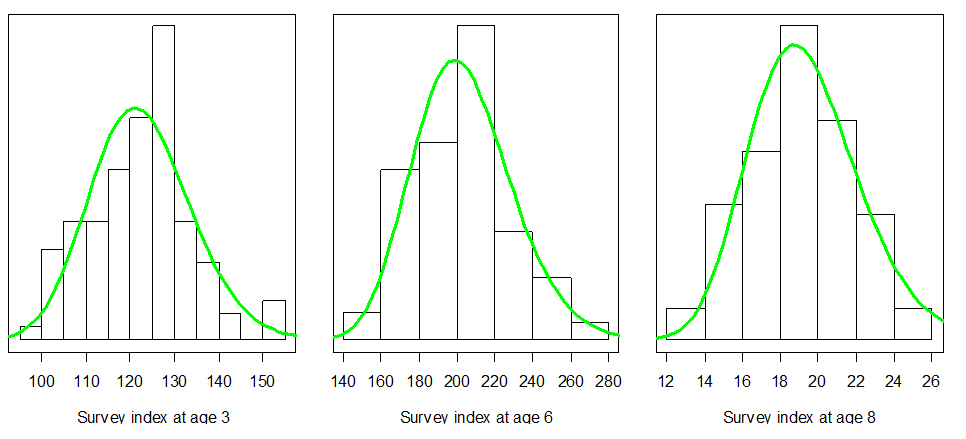 100 110 120 130 140 150
Survey index at age 3
140 160 180 200 220 240 260 280
Survey index at age 6
12 14 16 18 20 22 24 26
Survey index at age 8